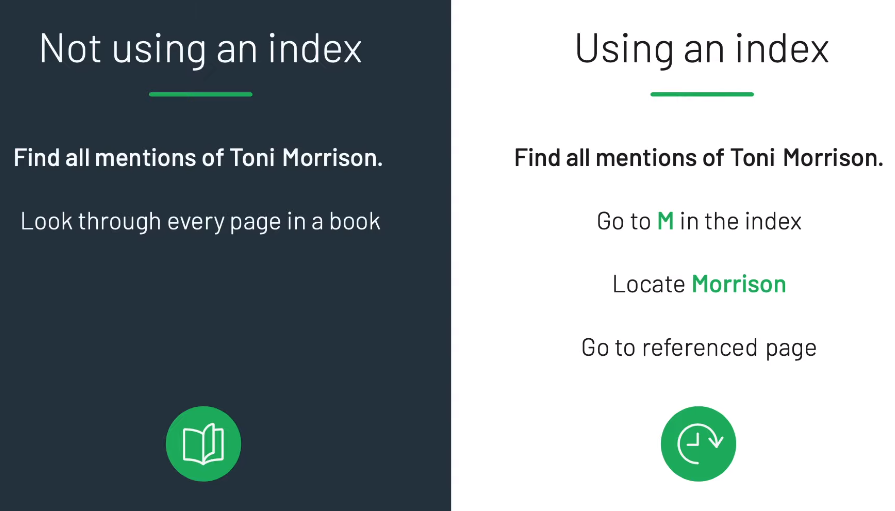 Not using an index
Find all mentions of Toni Morrison.
Look through every page in a book
Using an index
Find all mentions of Toni Morrison.
Go to M in the index
Locate Morrison
Go to referenced page